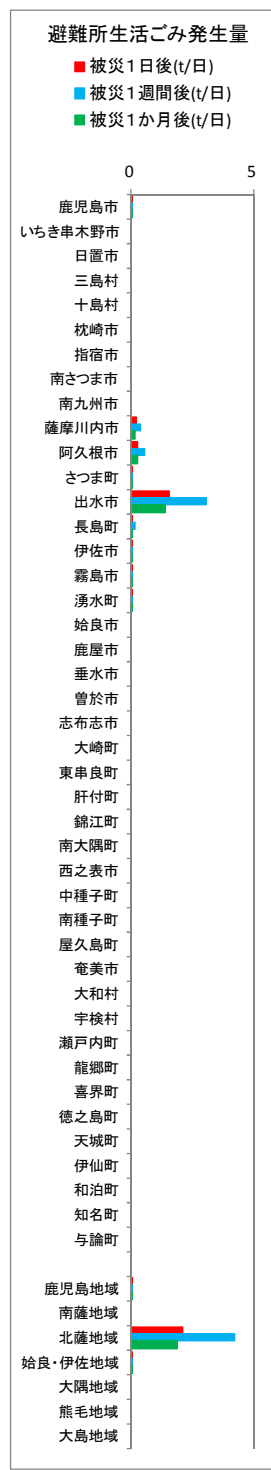 避難所生活ごみ発生量
被災1日後(t/日)
被災1週間後(t/日)
被災1か月後(t/日)
0 5
鹿児島市
いちき串木野市
日置市
三島村
十島村
枕崎市
指宿市
南さつま市
南九州市
薩摩川内市
阿久根市
さつま町
出水市
長島町
伊佐市
霧島市
湧水町
姶良市
鹿屋市
垂水市
曽於市
志布志市
大崎町
東串良町
肝付町
錦江町
南大隅町
西之表市
中種子町
南種子町
屋久島町
奄美市
大和村
宇検村
瀬戸内町
龍郷町
喜界町
徳之島町
天城町
伊仙町
和泊町
知名町
与論町
鹿児島地域
南薩地域
北薩地域
姶良・伊佐地域
大隅地域
熊毛地域
大島地域